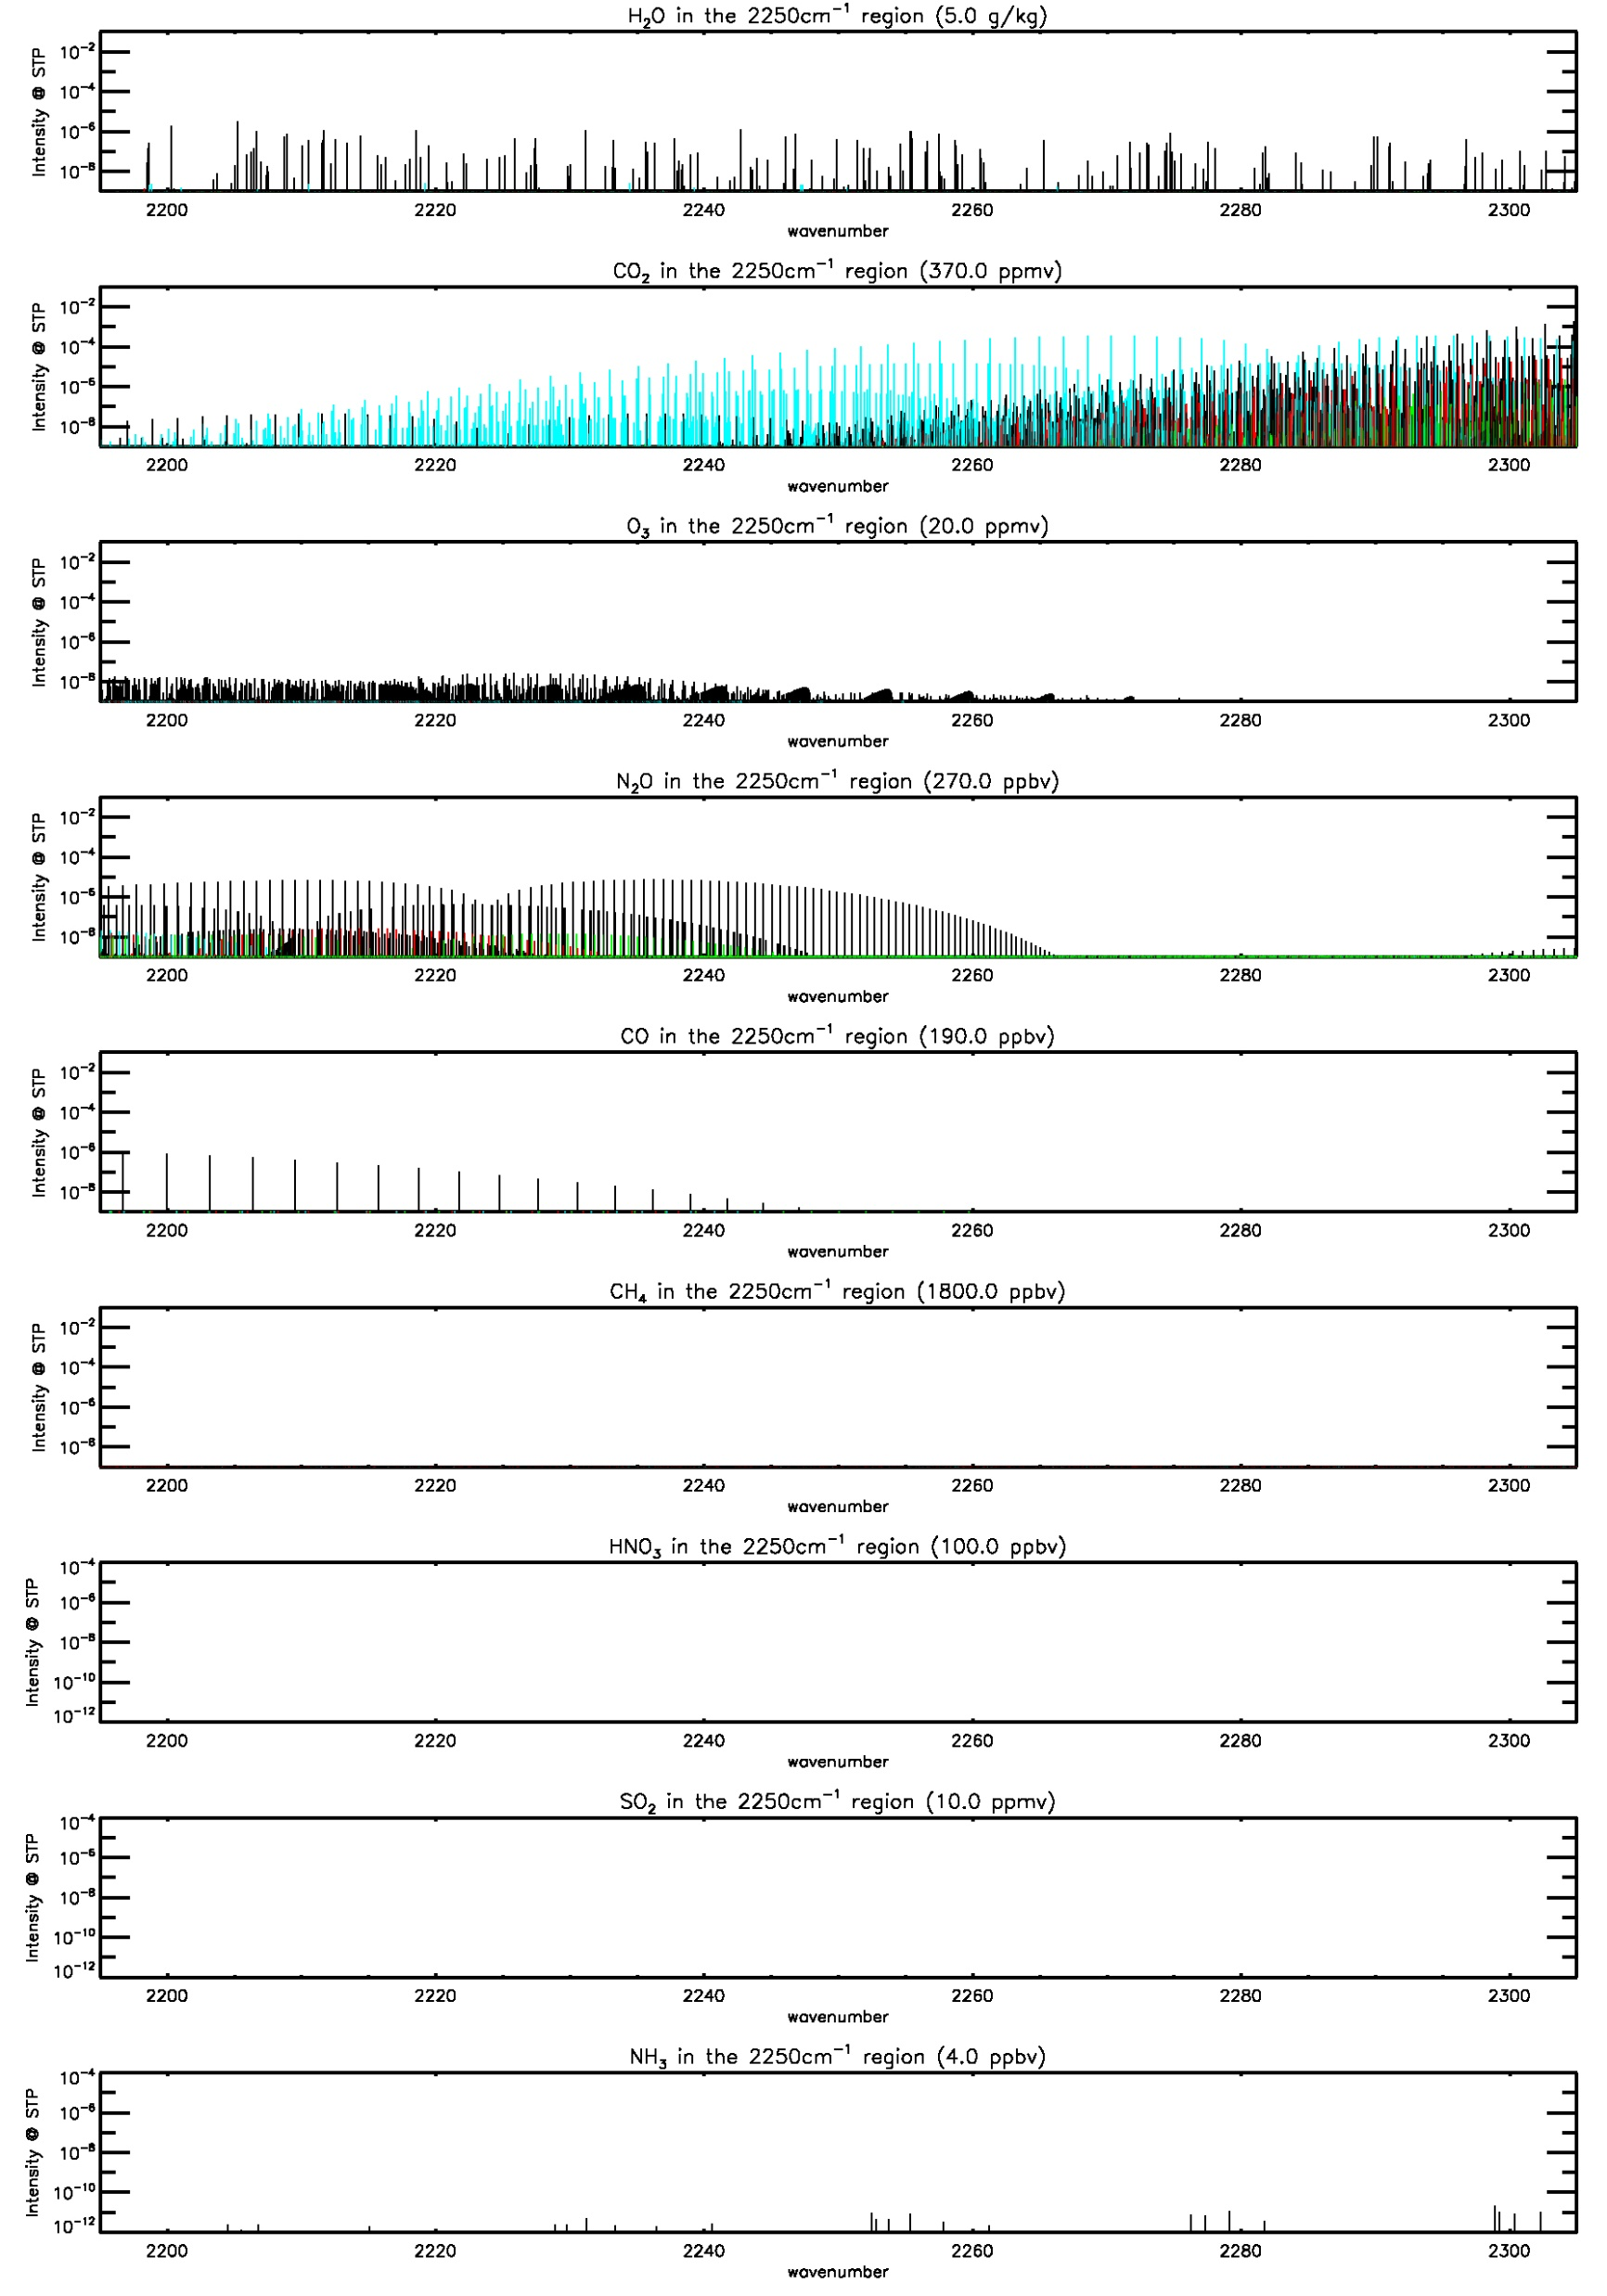 H₂O in the 2250cm⁻¹ region (5.0 g/kg)
Intensity @ STP
10⁻²
10⁻⁴
10⁻⁶
10⁻⁸
2200 2220 2240 2260 2280 2300
wavenumber
CO₂ in the 2250cm⁻¹ region (370.0 ppmv)
Intensity @ STP
10⁻²
10⁻⁴
10⁻⁶
10⁻⁸
2200 2220 2240 2260 2280 2300
wavenumber
O₃ in the 2250cm⁻¹ region (20.0 ppmv)
Intensity @ STP
10⁻²
10⁻⁴
10⁻⁶
10⁻⁸
2200 2220 2240 2260 2280 2300
wavenumber
N₂O in the 2250cm⁻¹ region (270.0 ppbv)
Intensity @ STP
10⁻²
10⁻⁴
10⁻⁶
10⁻⁸
2200 2220 2240 2260 2280 2300
wavenumber
CO in the 2250cm⁻¹ region (190.0 ppbv)
Intensity @ STP
10⁻²
10⁻⁴
10⁻⁶
10⁻⁸
2200 2220 2240 2260 2280 2300
wavenumber
CH₄ in the 2250cm⁻¹ region (1800.0 ppbv)
Intensity @ STP
10⁻²
10⁻⁴
10⁻⁶
10⁻⁸
2200 2220 2240 2260 2280 2300
wavenumber
HNO₃ in the 2250cm⁻¹ region (100.0 ppbv)
Intensity @ STP
10⁻⁴
10⁻⁶
10⁻⁸
10⁻¹⁰
10⁻¹²
2200 2220 2240 2260 2280 2300
wavenumber
SO₂ in the 2250cm⁻¹ region (10.0 ppmv)
Intensity @ STP
10⁻⁴
10⁻⁶
10⁻⁸
10⁻¹⁰
10⁻¹²
2200 2220 2240 2260 2280 2300
wavenumber
NH₃ in the 2250cm⁻¹ region (4.0 ppbv)
Intensity @ STP
10⁻⁴
10⁻⁶
10⁻⁸
10⁻¹⁰
10⁻¹²
2200 2220 2240 2260 2280 2300
wavenumber